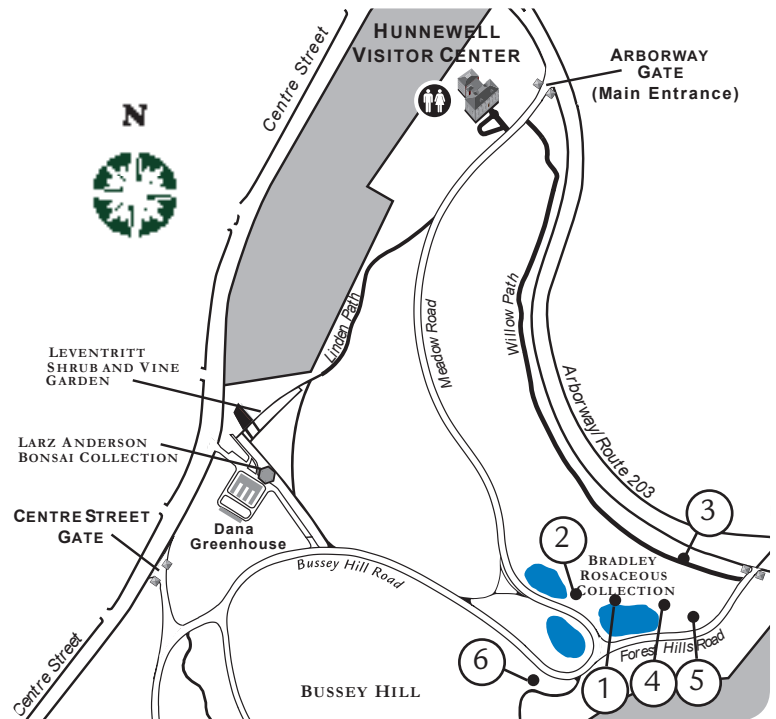 HUNNEWELL
VISITOR CENTER
ARBORWAY
GATE
(Main Entrance)
Centre Street
N
Linden Path
Meadow Road
Willow Path
Arborway/Route 203
LEVENTRITT
SHRUB AND VINE
GARDEN
LARZ ANDERSON
BONSAI COLLECTION
CENTRE STREET
GATE
Dana
Greenhouse
Bussey Hill Road
2
3
BRADLEY
ROSACEOUS
COLLECTION
Forest Hills Road
6
1
4
5
BUSSEY HILL
Centre Street